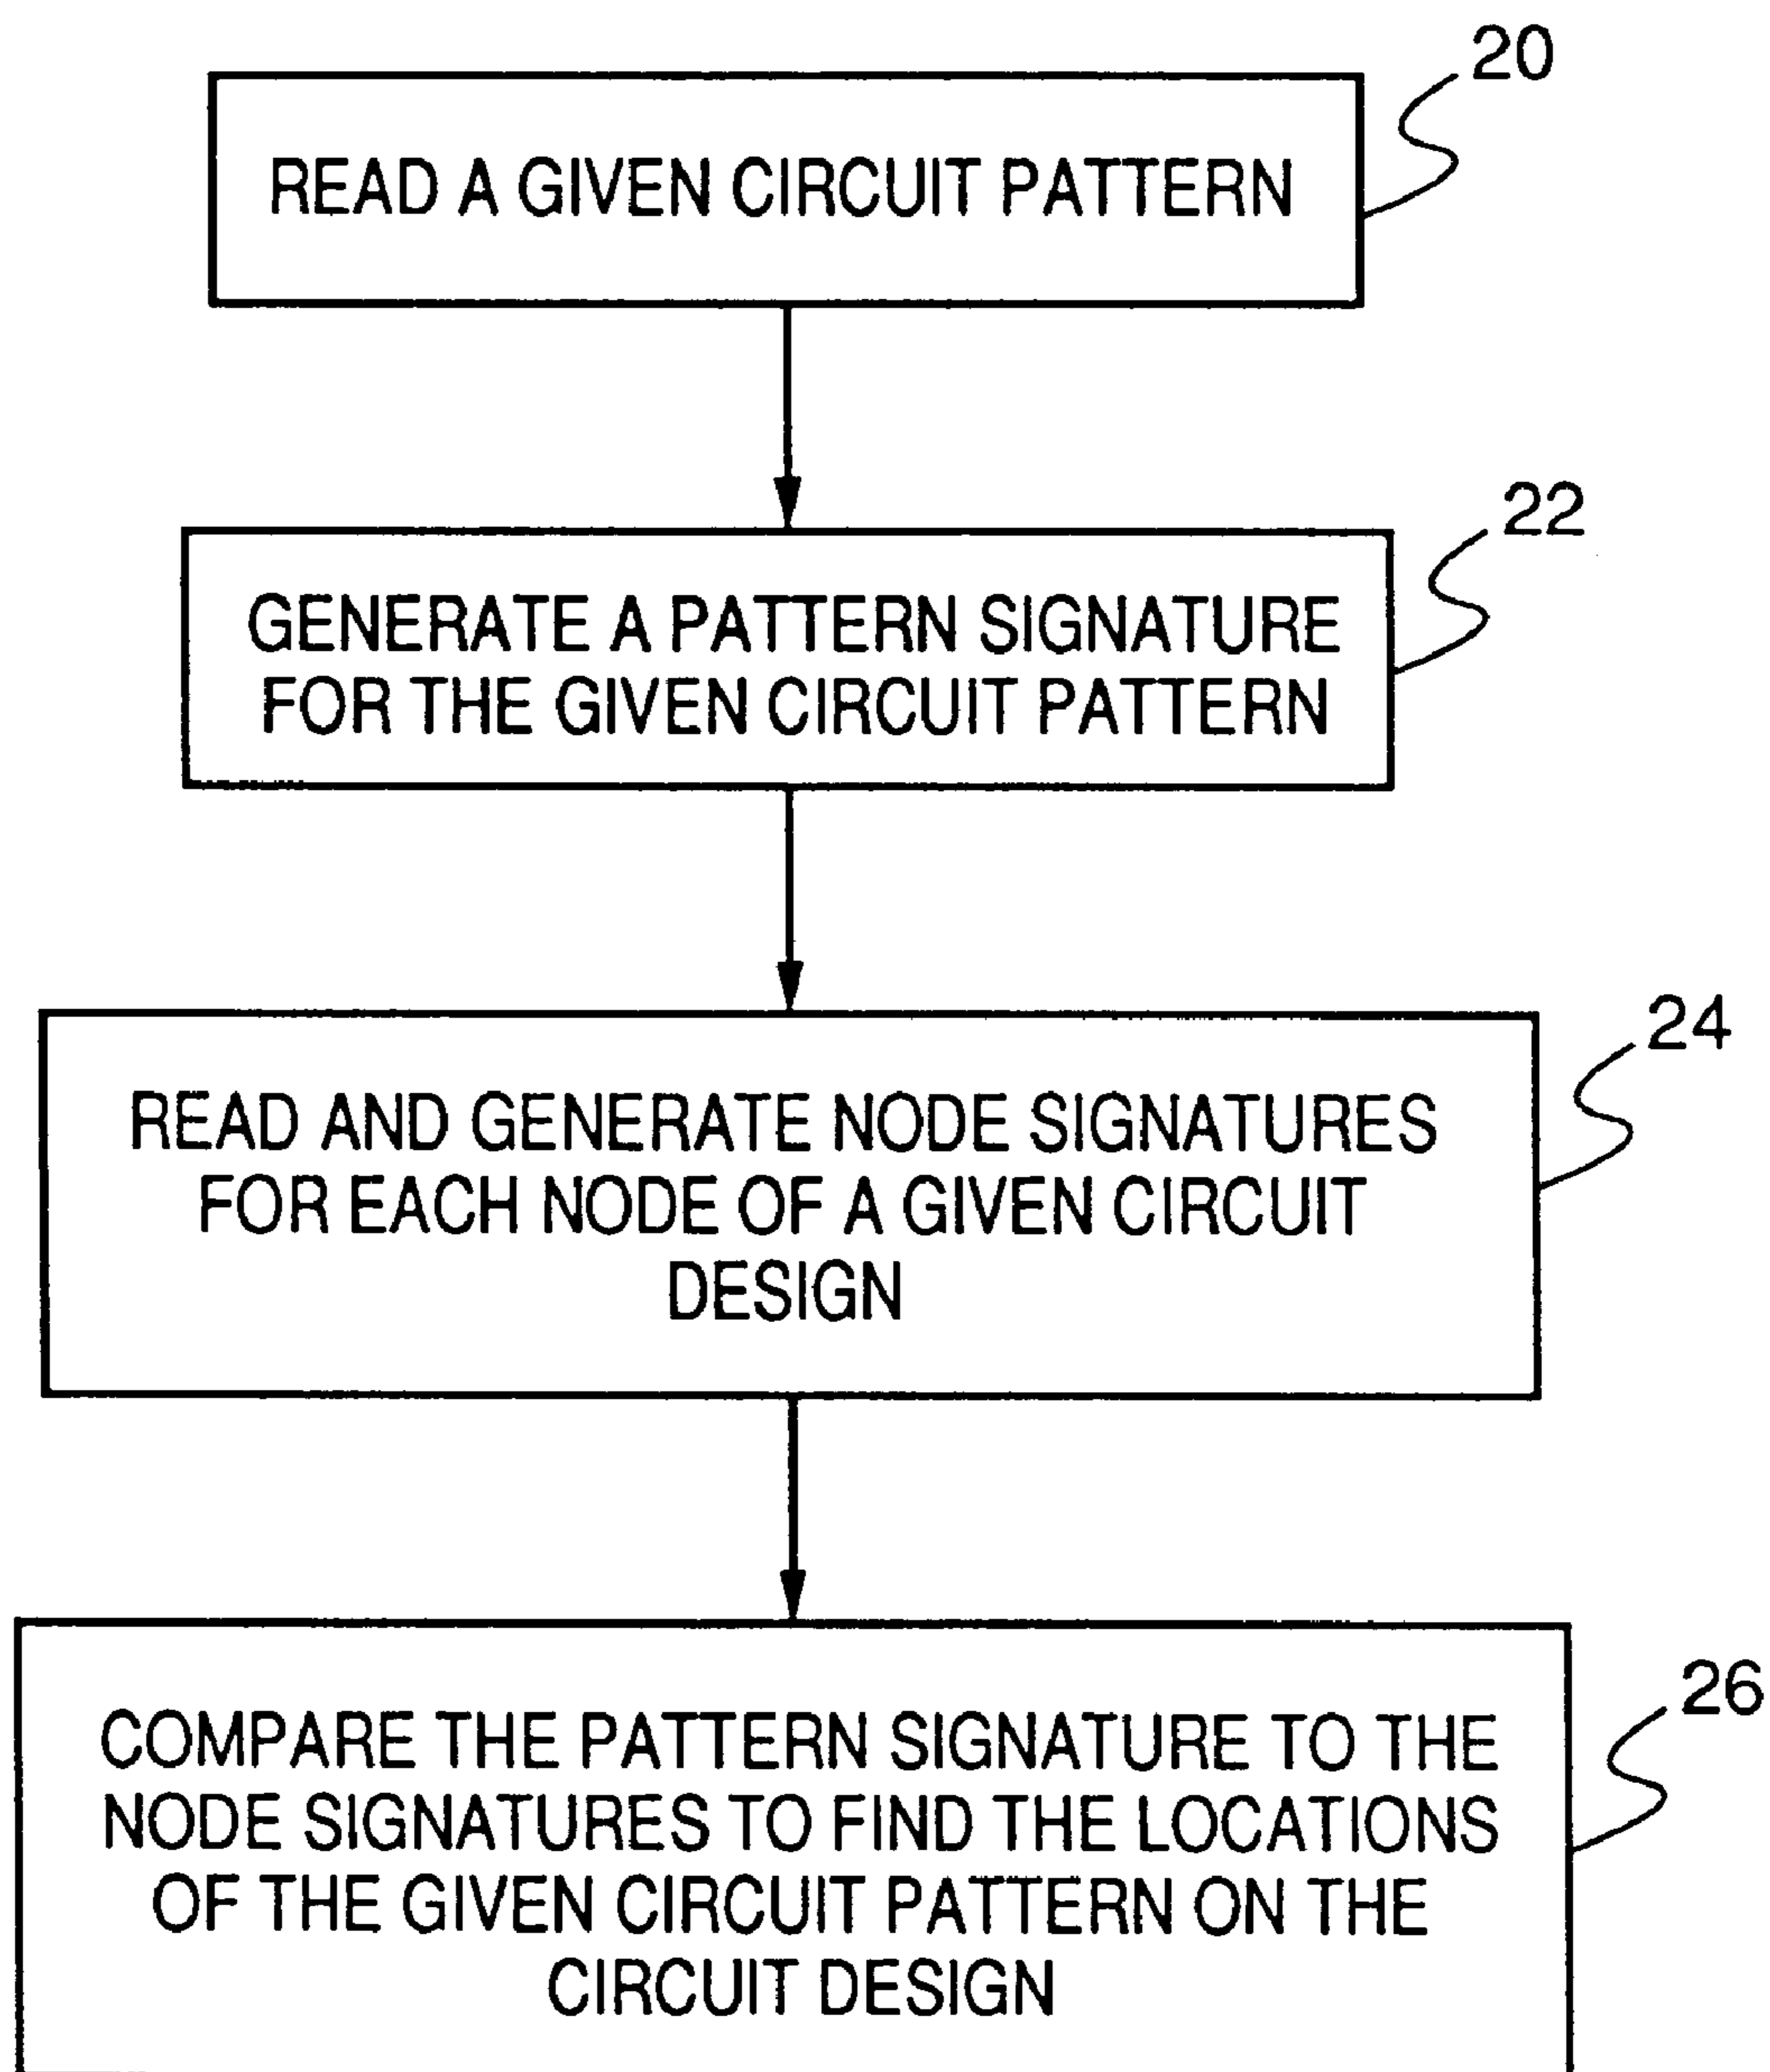 20
READ A GIVEN CIRCUIT PATTERN
22
GENERATE A PATTERN SIGNATURE
FOR THE GIVEN CIRCUIT PATTERN
24
READ AND GENERATE NODE SIGNATURES
FOR EACH NODE OF A GIVEN CIRCUIT
DESIGN
26
COMPARE THE PATTERN SIGNATURE TO THE
NODE SIGNATURES TO FIND THE LOCATIONS
OF THE GIVEN CIRCUIT PATTERN ON THE
CIRCUIT DESIGN